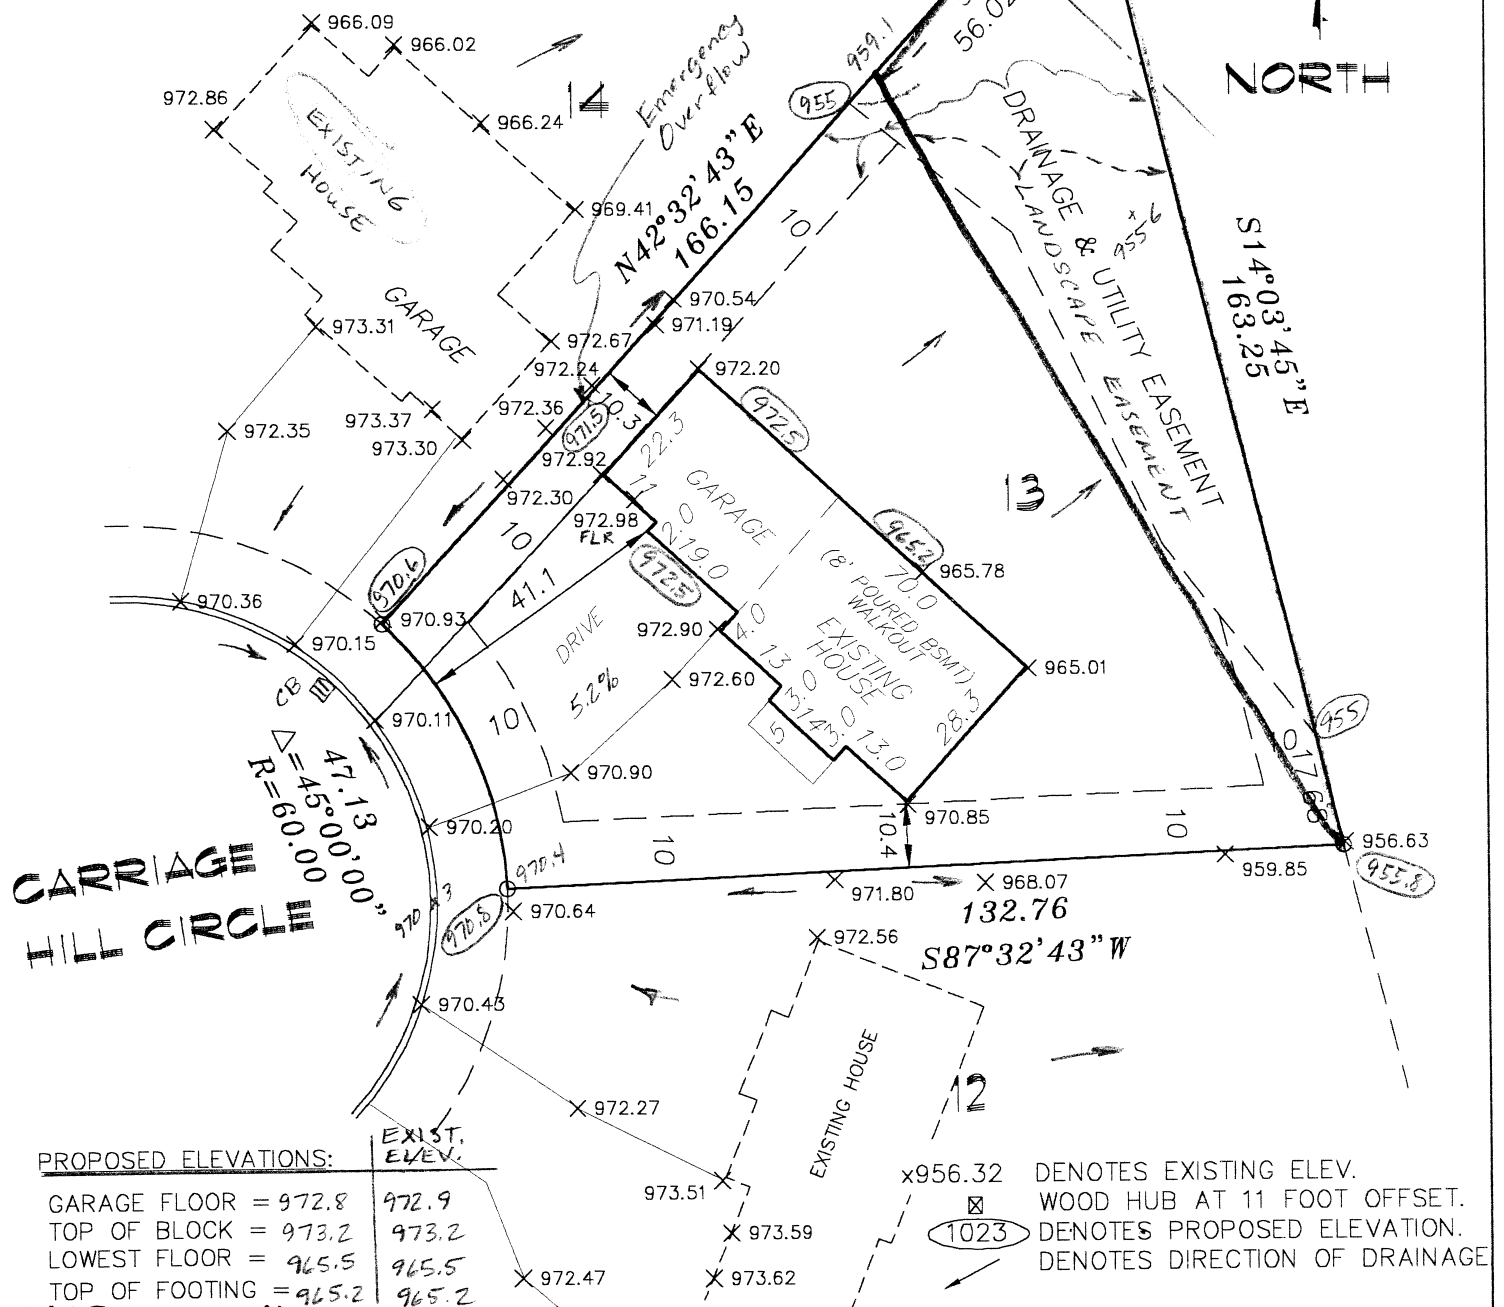 966.09
966.02
972.86
966.24
14
969.41
EXISTING
HOUSE
GARAGE
973.31
972.67
972.24
973.37
973.30
972.36
972.35
Emergency
Overflow
959.1
56.02
955
NORTH
N42°32'43"E
166.15
10
970.54
971.19
972.20
DRAINAGE & UTILITY EASEMENT
LANDSCAPE EASEMENT
955.6
S14°03'45"E
163.25
10.3
971.5
972.5
22.3
972.92
972.30
11
972.98
FLR
GARAGE
2.0
19.0
972.5
10
41.1
13
965.2
965.78
70.0
(8' POURED BSMT)
WALKOUT
EXISTING
HOUSE
965.01
28.3
970.6
970.93
970.36
970.15
CB
970.11
DRIVE
5.2%
972.90
4.0
13.0
972.60
3
14
3.0
13.0
5
10
970.90
970.20
47.13
△=45°00'00"
R=60.00
CARRIAGE
HILL CIRCLE
970.3
970.4
970.8
970.64
10
10.4
970.85
10
955
17.63
956.63
955.8
959.85
971.80
968.07
132.76
S87°32'43"W
972.56
970.43
EXISTING HOUSE
12
972.27
973.51
973.59
973.62
972.47
PROPOSED ELEVATIONS: EXIST. ELEV.
GARAGE FLOOR = 972.8 972.9
TOP OF BLOCK = 973.2 973.2
LOWEST FLOOR = 965.5 965.5
TOP OF FOOTING = 965.2 965.2
x956.32 DENOTES EXISTING ELEV.
WOOD HUB AT 11 FOOT OFFSET.
1023 DENOTES PROPOSED ELEVATION.
DENOTES DIRECTION OF DRAINAGE